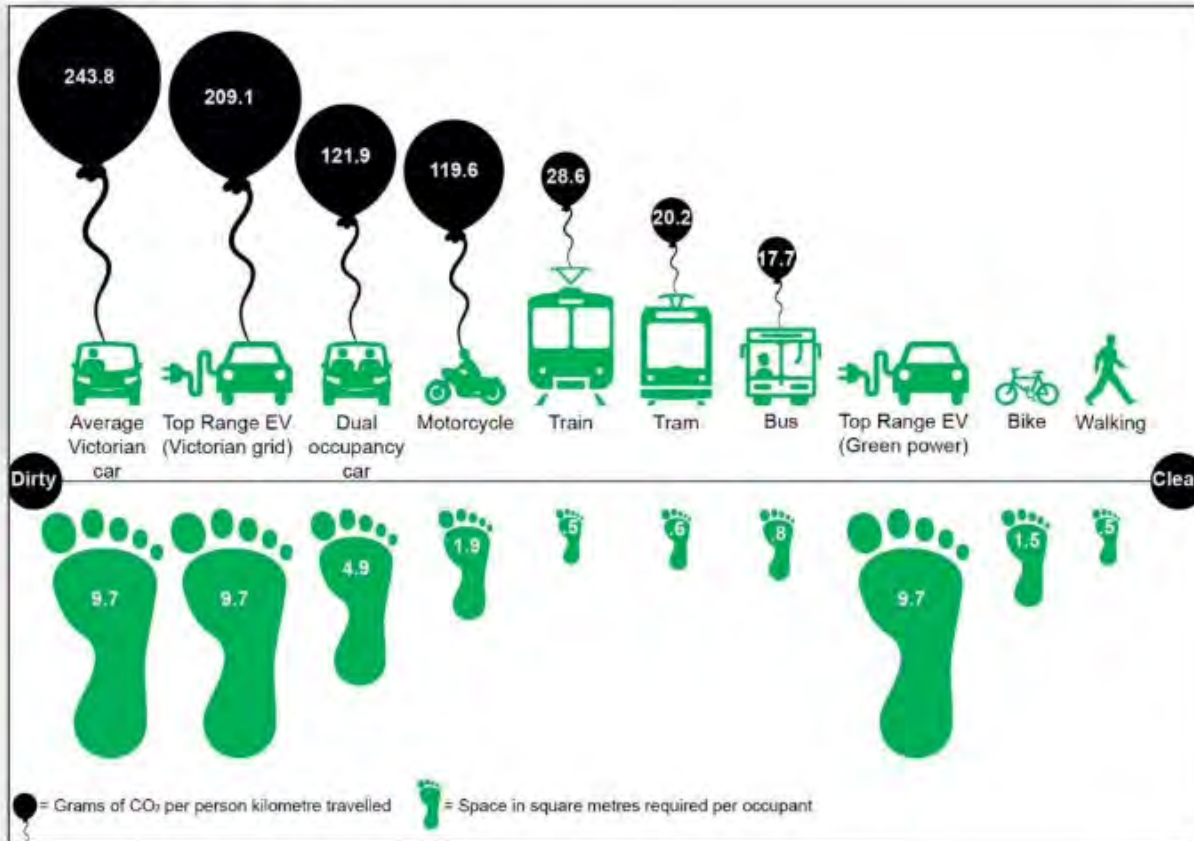 243.8
209.1
121.9
119.6
28.6
20.2
17.7
Average
Victorian
car
Top Range EV
(Victorian grid)
Dual
occupancy
car
Motorcycle
Train
Tram
Bus
Top Range EV
(Green power)
Bike
Walking
Dirty
Clea
9.7
9.7
4.9
1.9
.5
.6
.8
9.7
1.5
.5
= Grams of CO₂ per person kilometre travelled
= Space in square metres required per occupant